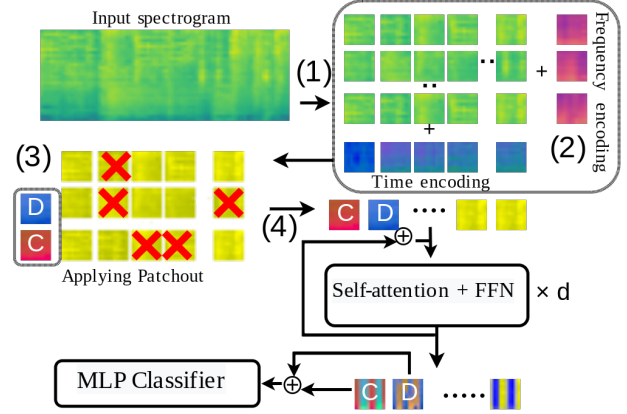 Input spectrogram
(1)
+
+
Frequency encoding
(2)
Time encoding
(3)
D
C
Applying Patchout
(4)
C D
Self-attention + FFN
× d
MLP Classifier
C D